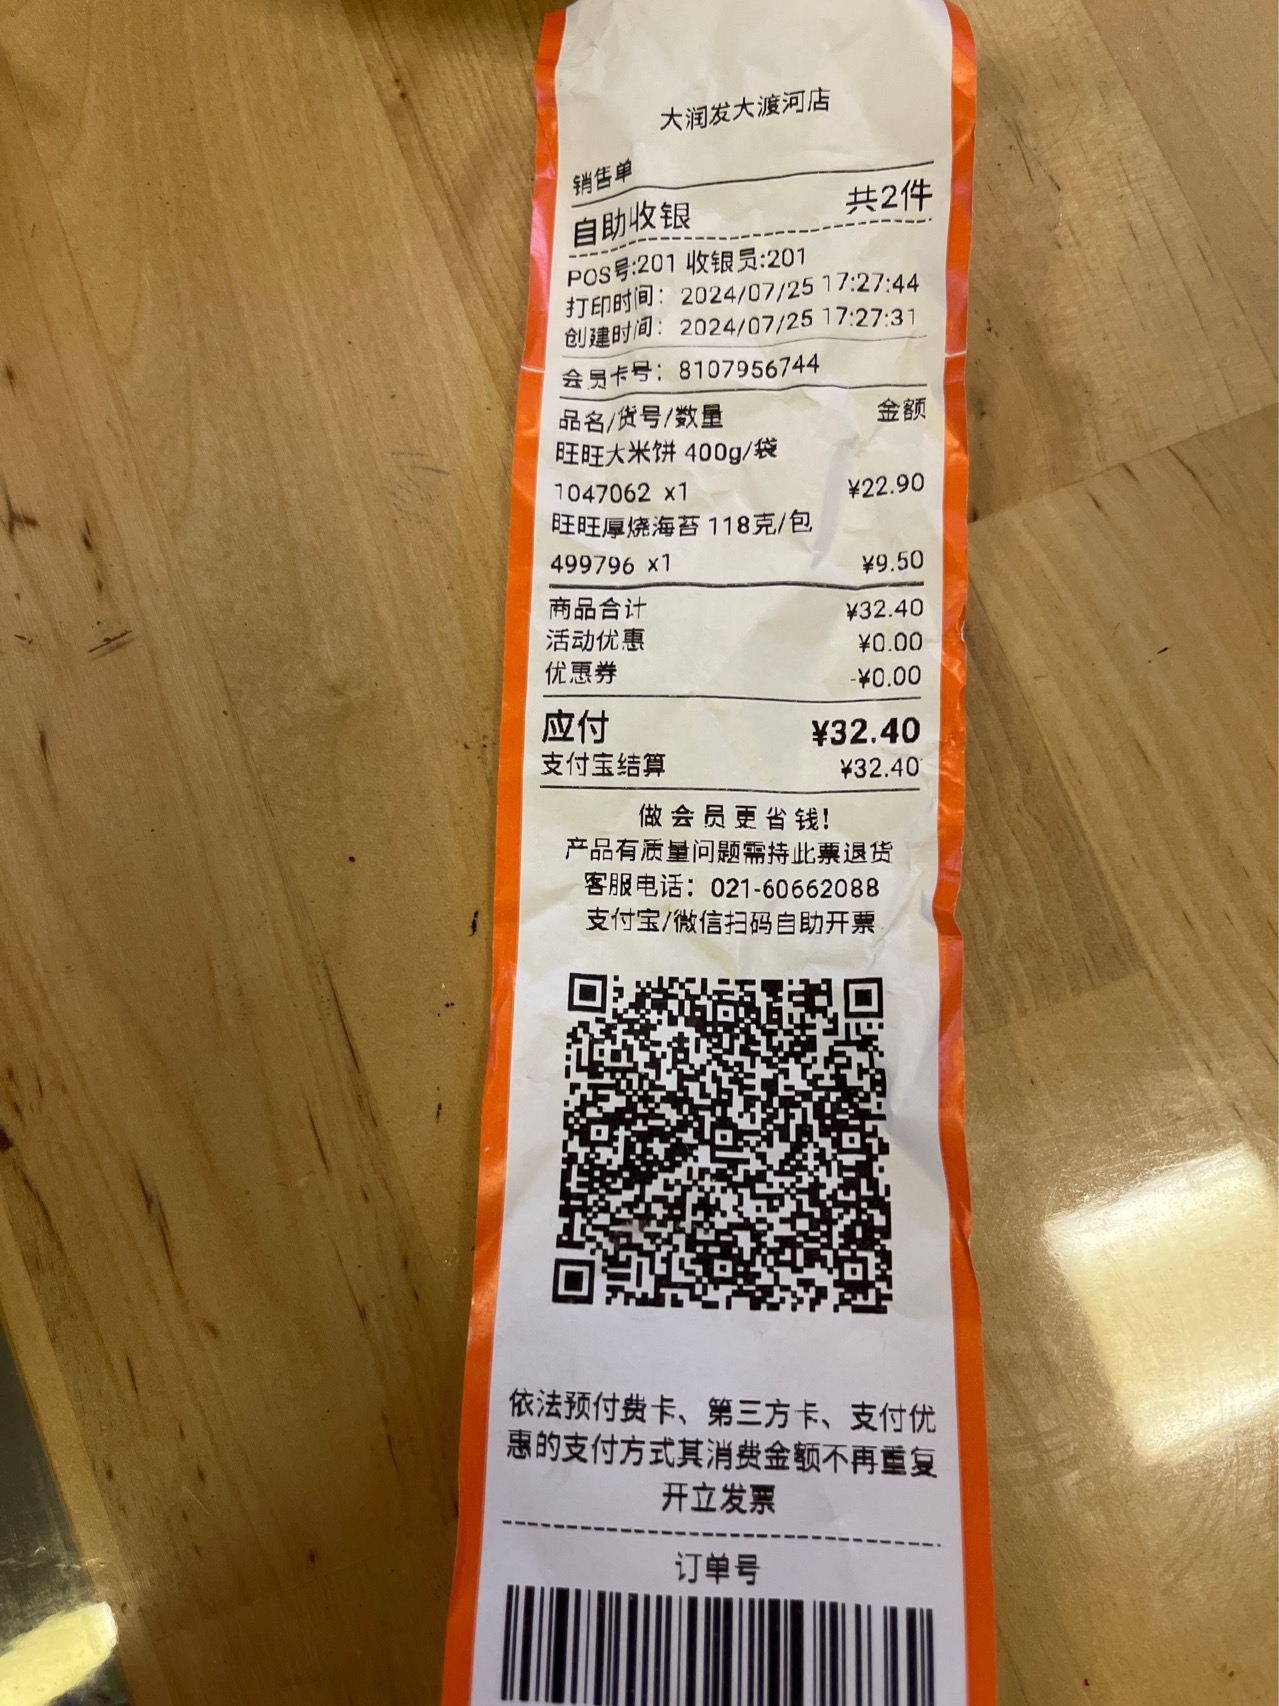 大润发大渡河店
销售单
自助收银 共2件
POS号:201 收银员:201
打印时间：2024/07/25 17:27:44
创建时间：2024/07/25 17:27:31
会员卡号：8107956744
品名/货号/数量 金额
旺旺大米饼 400g/袋
1047062 x1 ¥22.90
旺旺厚烧海苔 118克/包
499796 x1 ¥9.50
商品合计 ¥32.40
活动优惠 ¥0.00
优惠券 -¥0.00
应付 ¥32.40
支付宝结算 ¥32.40
做会员更省钱!
产品有质量问题需持此票退货
客服电话：021-60662088
支付宝/微信扫码自助开票
依法预付费卡、第三方卡、支付优
惠的支付方式其消费金额不再重复
开立发票
订单号